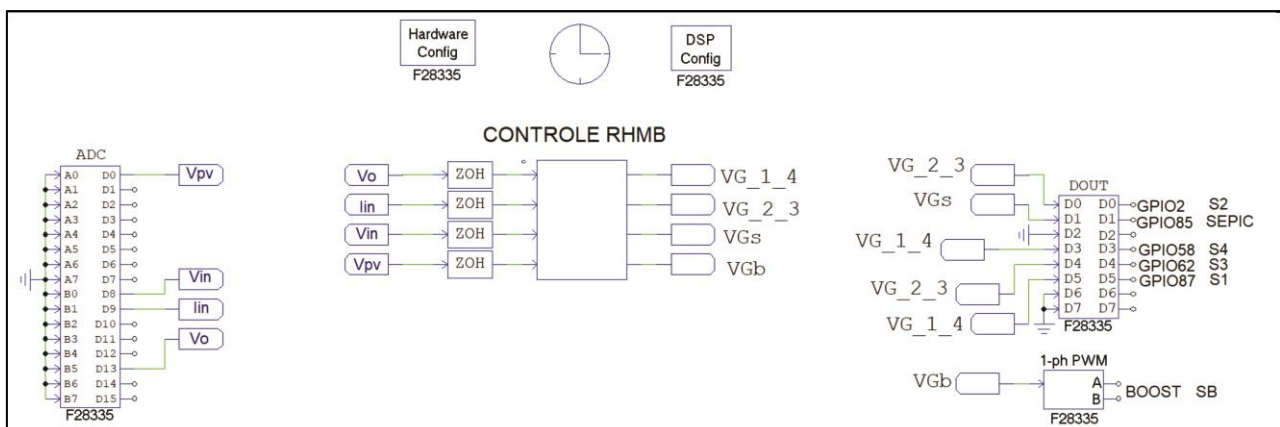 Hardware
Config
F28335
DSP
Config
F28335
ADC
A0 D0 Vpv
A1 D1
A2 D2
A3 D3
A4 D4
A5 D5
A6 D6
A7 D7
B0 D8 Vin
B1 D9 Iin
B2 D10
B3 D11 Vo
B4 D12
B5 D13
B6 D14
B7 D15
F28335
CONTROLE RHMB
Vo ZOH VG_1_4
Iin ZOH VG_2_3
Vin ZOH VGs
Vpv ZOH VGb
VG_2_3
VGs
VG_1_4
VG_2_3
VG_1_4
DOUT
D0 D0 GPIO2 S2
D1 D1 GPIO85 SEPIC
D2 D2
D3 D3 GPIO58 S4
D4 D4 GPIO62 S3
D5 D5 GPIO87 S1
D6 D6
D7 D7
F28335
1-ph PWM
VGb A
B
BOOST SB
F28335